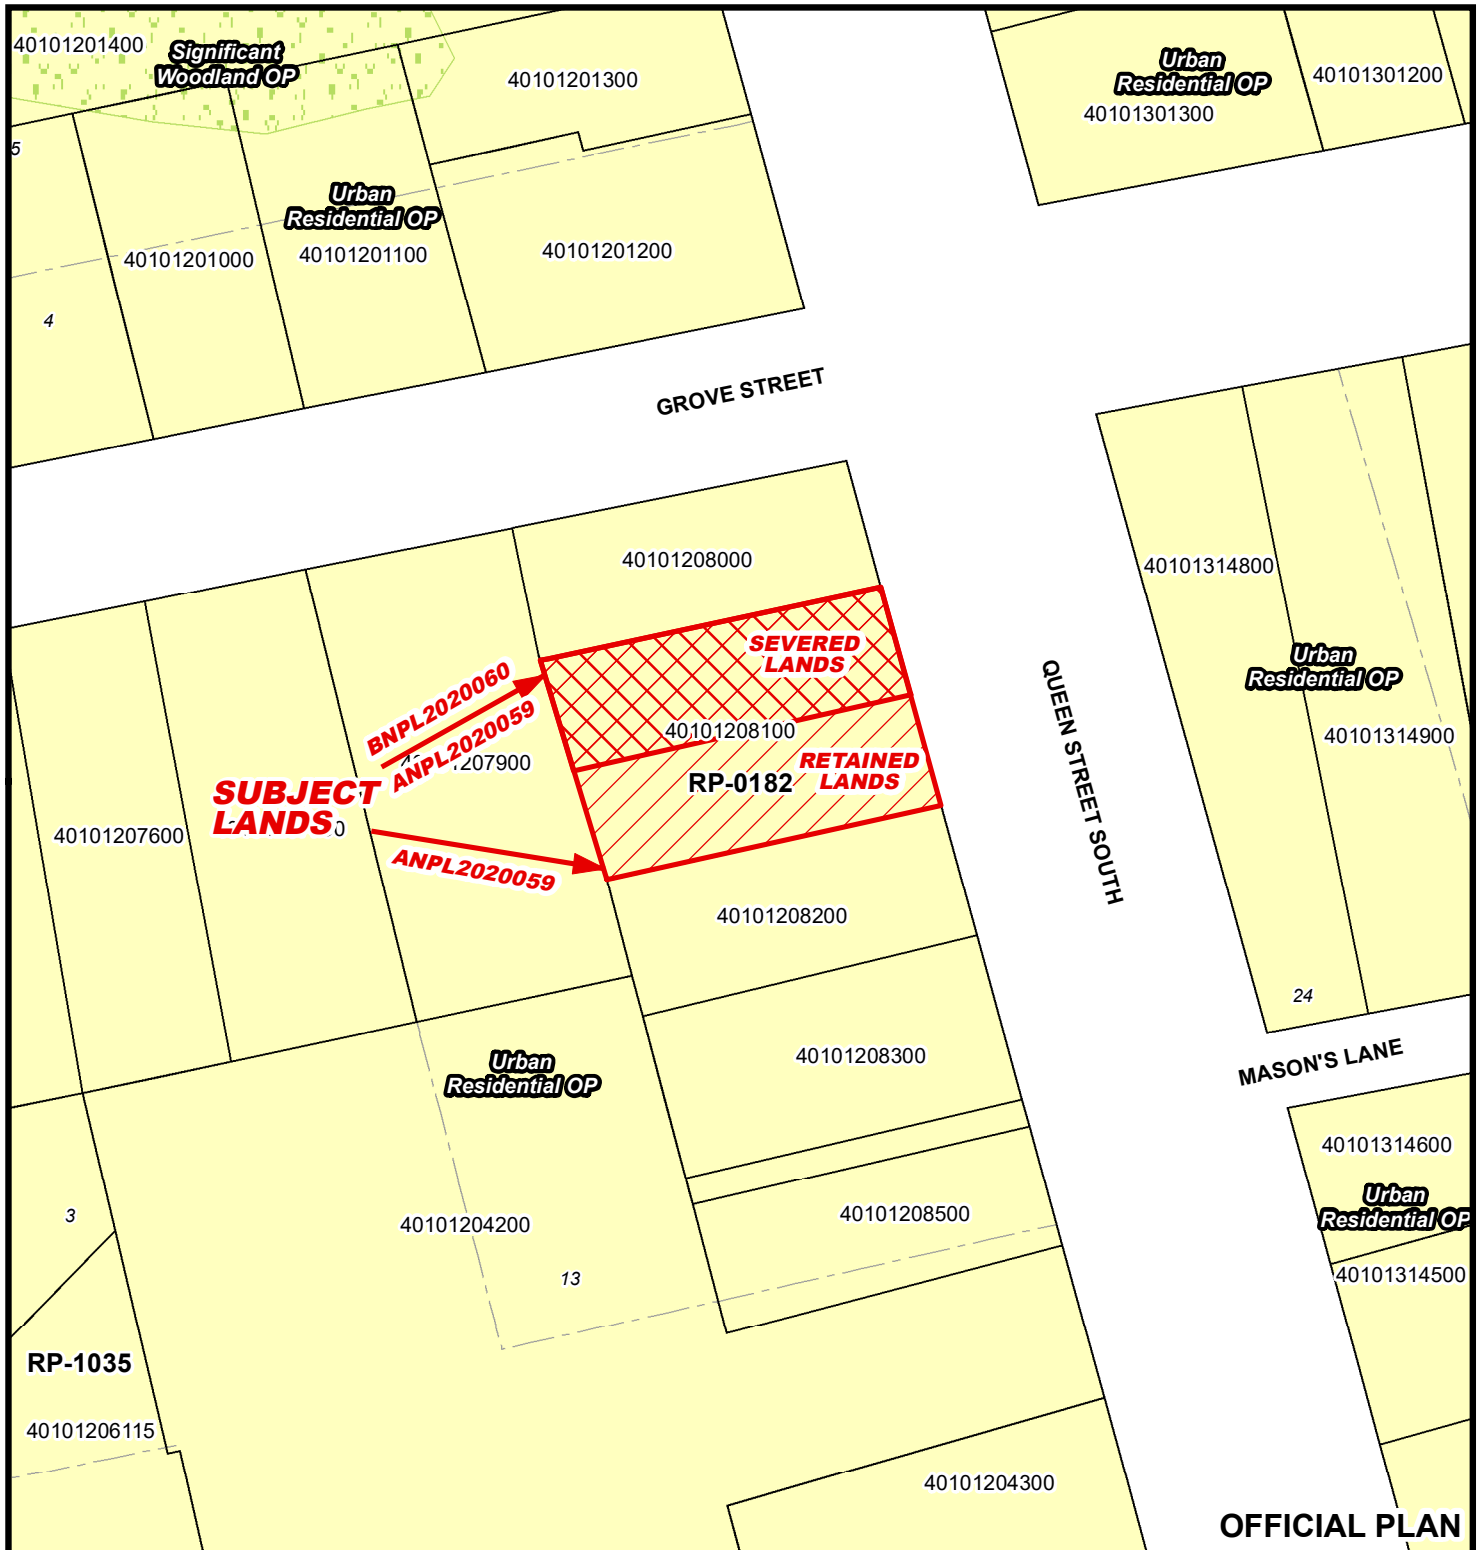 40101201400
Significant
Woodland OP
40101201300
Urban
Residential OP
40101301200
40101301300
5
Urban
Residential OP
40101201000
40101201100
40101201200
4
GROVE STREET
40101208000
40101314800
SEVERED
LANDS
Urban
Residential OP
BNPL2020060
ANPL2020059
40101208100
40101314900
QUEEN STREET SOUTH
207900
RETAINED
LANDS
RP-0182
SUBJECT
LANDS
40101207600
ANPL2020059
40101208200
24
40101208300
MASON'S LANE
Urban
Residential OP
40101314600
Urban
Residential OP
3
40101204200
40101208500
13
40101314500
RP-1035
40101206115
40101204300
OFFICIAL PLAN